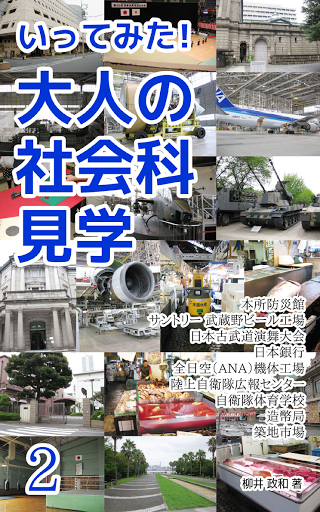 いってみた!
大人の
社会科
見学
本所防災館
サントリー 武蔵野ビール工場
日本古武道演舞大会
日本銀行
全日空(ANA)機体工場
陸上自衛隊広報センター
自衛隊体育学校
造幣局
築地市場
2
柳井 政和 著